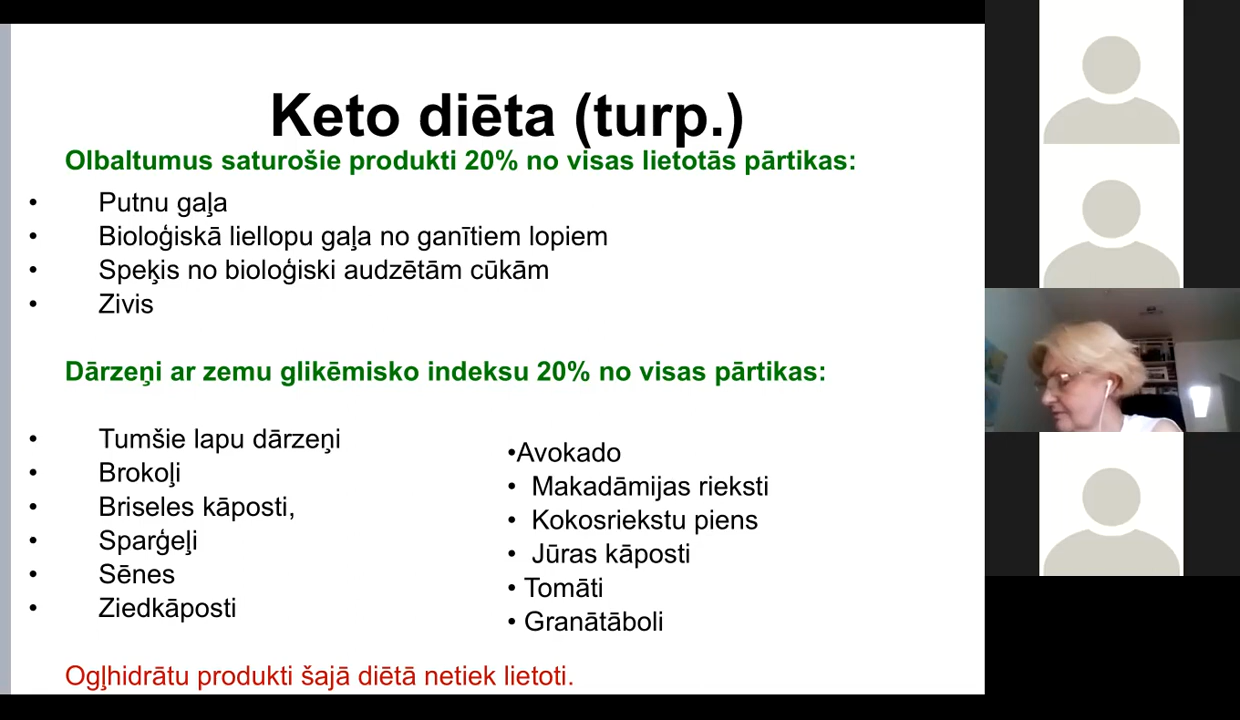 Keto diēta (turp.)
Olbaltumus saturošie produkti 20% no visas lietotās pārtikas:
• Putnu gaļa
• Bioloģiskā liellopu gaļa no ganītiem lopiem
• Speķis no bioloģiski audzētām cūkām
• Zivis
Dārzeņi ar zemu glikēmisko indeksu 20% no visas pārtikas:
• Tumšie lapu dārzeņi
• Brokoļi
• Briseles kāposti,
• Sparģeļi
• Sēnes
• Ziedkāposti
•Avokado
• Makadāmijas rieksti
• Kokosriekstu piens
• Jūras kāposti
• Tomāti
• Granātāboli
Ogļhidrātu produkti šajā diētā netiek lietoti.